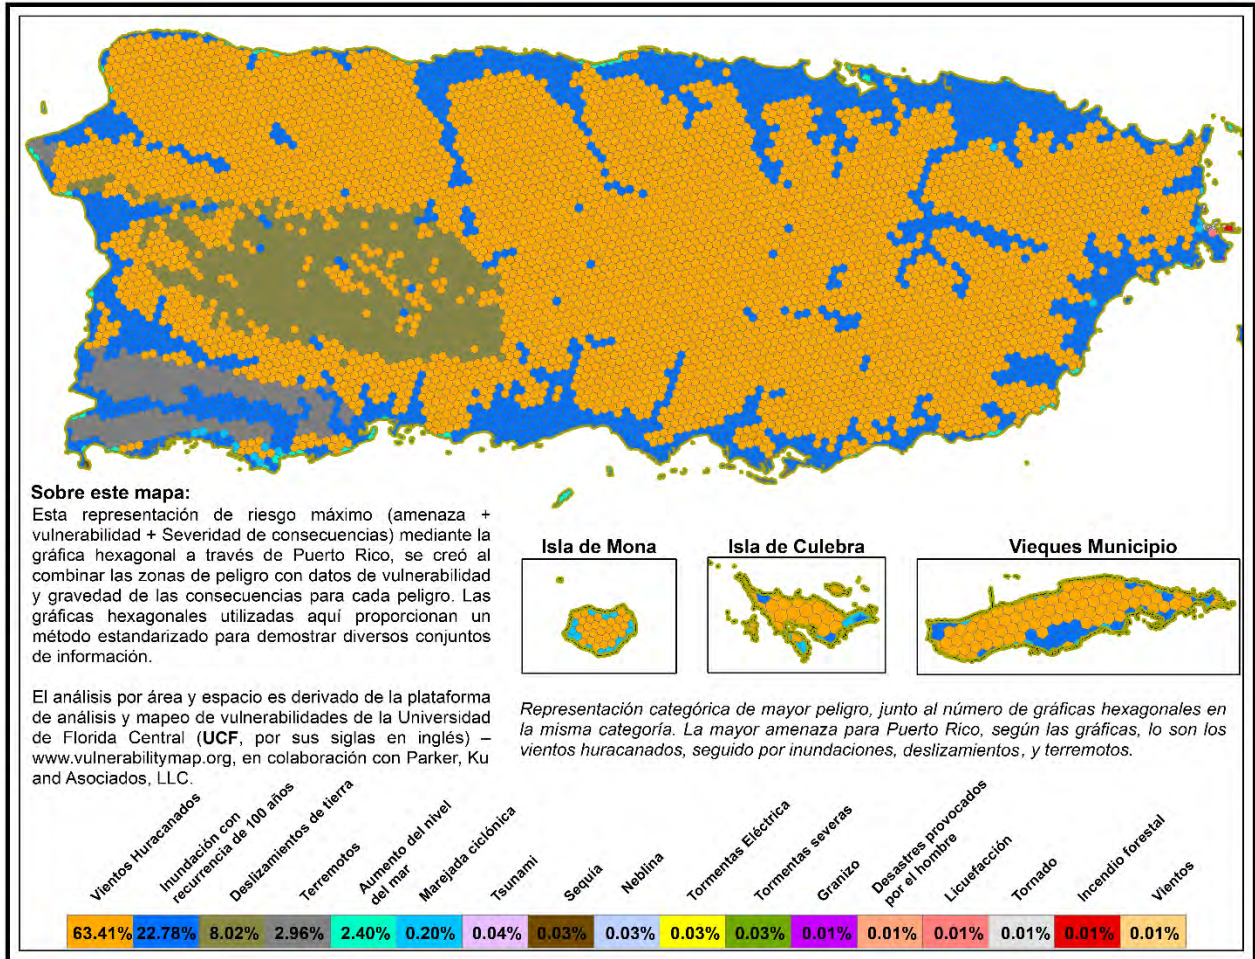 Sobre este mapa:
Esta representación de riesgo máximo (amenaza +
vulnerabilidad + Severidad de consecuencias) mediante la
gráfica hexagonal a través de Puerto Rico, se creó al
combinar las zonas de peligro con datos de vulnerabilidad
y gravedad de las consecuencias para cada peligro. Las
gráficas hexagonales utilizadas aquí proporcionan un
método estandarizado para demostrar diversos conjuntos
de información.
El análisis por área y espacio es derivado de la plataforma
de análisis y mapeo de vulnerabilidades de la Universidad
de Florida Central (UCF, por sus siglas en inglés) –
www.vulnerabilitymap.org, en colaboración con Parker, Ku
and Asociados, LLC.
Isla de Mona
Isla de Culebra
Vieques Municipio
Representación categórica de mayor peligro, junto al número de gráficas hexagonales en
la misma categoría. La mayor amenaza para Puerto Rico, según las gráficas, lo son los
vientos huracanados, seguido por inundaciones, deslizamientos, y terremotos.
Vientos Huracanados
Inundación con
recurrencia de 100 años
Deslizamientos de tierra
Terremotos
Aumento del nivel
del mar
Marejada ciclónica
Tsunami
Sequía
Neblina
Tormentas Eléctrica
Tormentas severas
Granizo
Desastres provocados
por el hombre
Licuefacción
Tornado
Incendio forestal
Vientos
63.41% 22.78% 8.02% 2.96% 2.40% 0.20% 0.04% 0.03% 0.03% 0.03% 0.03% 0.01% 0.01% 0.01% 0.01% 0.01% 0.01%